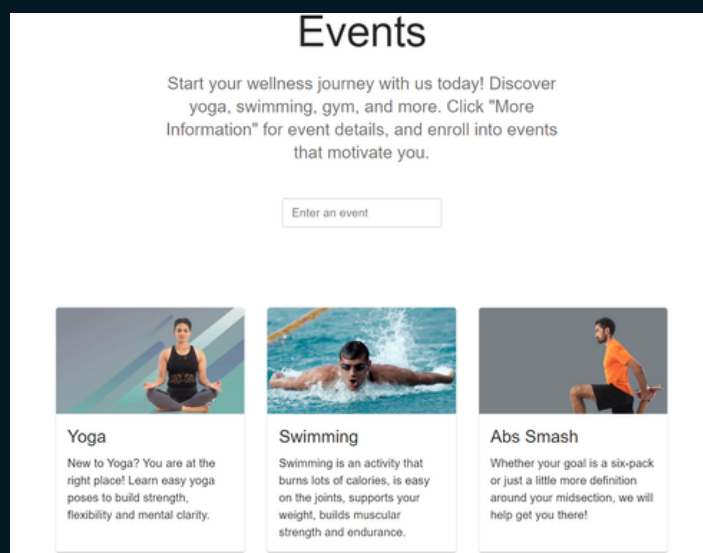 Events
Start your wellness journey with us today! Discover
yoga, swimming, gym, and more. Click "More
Information" for event details, and enroll into events
that motivate you.
Enter an event
Yoga
New to Yoga? You are at the
right place! Learn easy yoga
poses to build strength,
flexibility and mental clarity.
Swimming
Swimming is an activity that
burns lots of calories, is easy
on the joints, supports your
weight, builds muscular
strength and endurance.
Abs Smash
Whether your goal is a six-pack
or just a little more definition
around your midsection, we will
help get you there!